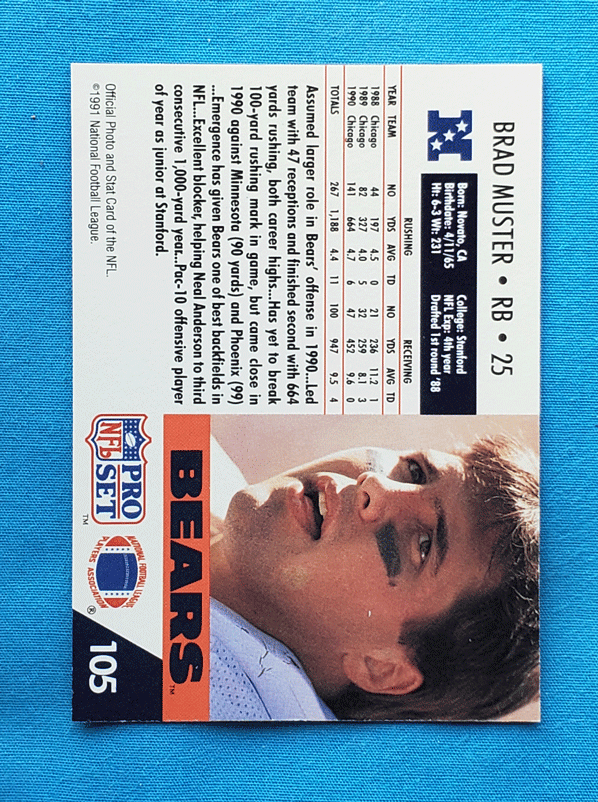 BRAD MUSTER • RB • 25
N
Born: Novato, CA College: Stanford
Birthdate: 4/11/65 NFL Exp: 4th year
Ht: 6-3 Wt: 231 Drafted 1st round '88
RUSHING RECEIVING
YEAR TEAM NO YDS AVG TD NO YDS AVG TD
1988 Chicago 44 197 4.5 0 21 236 11.2 1
1989 Chicago 82 327 4.0 5 32 259 8.1 3
1990 Chicago 141 664 4.7 6 47 452 9.6 0
TOTALS 267 1,188 4.4 11 100 947 9.5 4
Assumed larger role in Bears' offense in 1990...Led
team with 47 receptions and finished second with 664
yards rushing, both career highs...Has yet to break
100-yard rushing mark in game, but came close in
1990 against Minnesota (90 yards) and Phoenix (99)
...Emergence has given Bears one of best backfields in
NFL...Excellent blocker, helping Neal Anderson to third
consecutive 1,000-yard year...Pac-10 offensive player
of year as junior at Stanford.
Official Photo and Stat Card of the NFL.
©1991 National Football League.
BEARS™
PRO
NFL SET™
NATIONAL FOOTBALL LEAGUE
PLAYERS ASSOCIATION ®
105